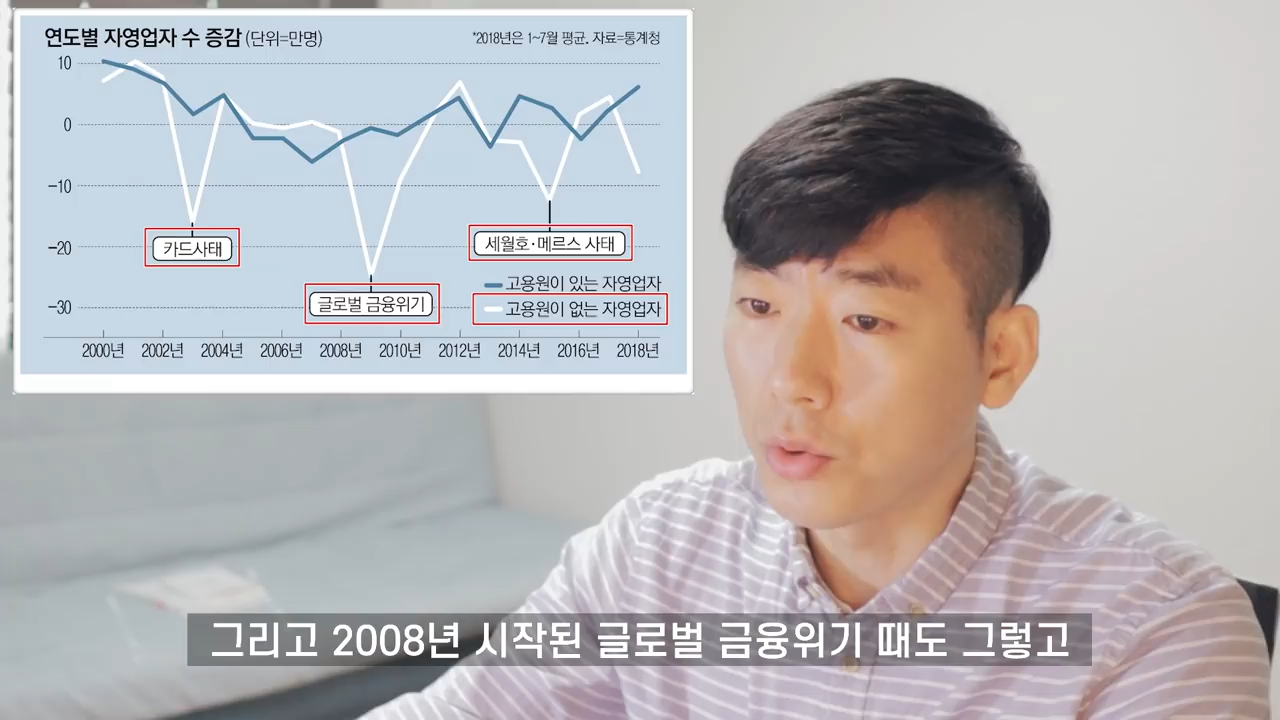 연도별 자영업자 수 증감 (단위=만명)
*2018년은 1~7월 평균. 자료=통계청
10
0
-10
-20
-30
카드사태
글로벌 금융위기
세월호·메르스 사태
고용원이 있는 자영업자
고용원이 없는 자영업자
2000년 2002년 2004년 2006년 2008년 2010년 2012년 2014년 2016년 2018년
그리고 2008년 시작된 글로벌 금융위기 때도 그렇고